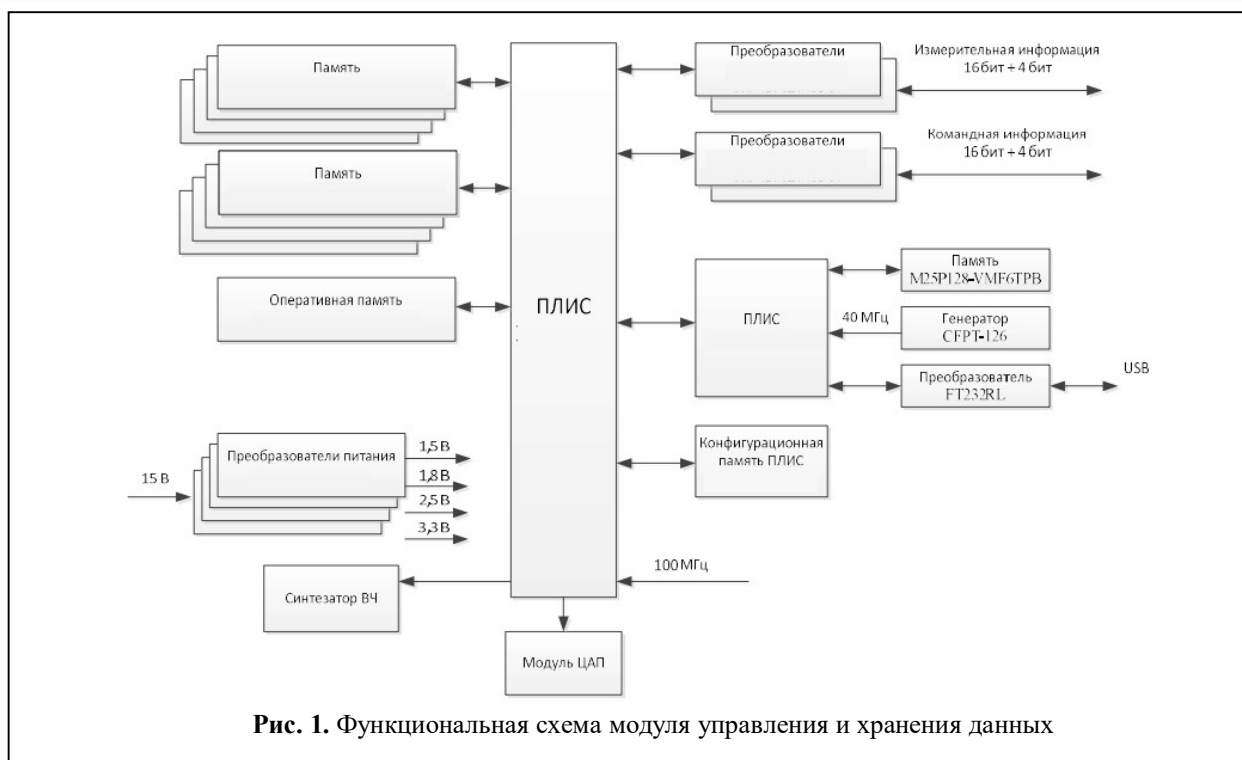 Память
Память
Оперативная память
15 В
Преобразователи питания
1,5 В
1,8 В
2,5 В
3,3 В
Синтезатор ВЧ
ПЛИС
Модуль ЦАП
100 МГц
Преобразователи
Измерительная информация
16 бит + 4 бит
Преобразователи
Командная информация
16 бит + 4 бит
ПЛИС
40 МГц
Память
M25P128-VMF6TPB
Генератор
CFPT-126
Преобразователь
FT232RL
USB
Конфигурационная
память ПЛИС
Рис. 1. Функциональная схема модуля управления и хранения данных